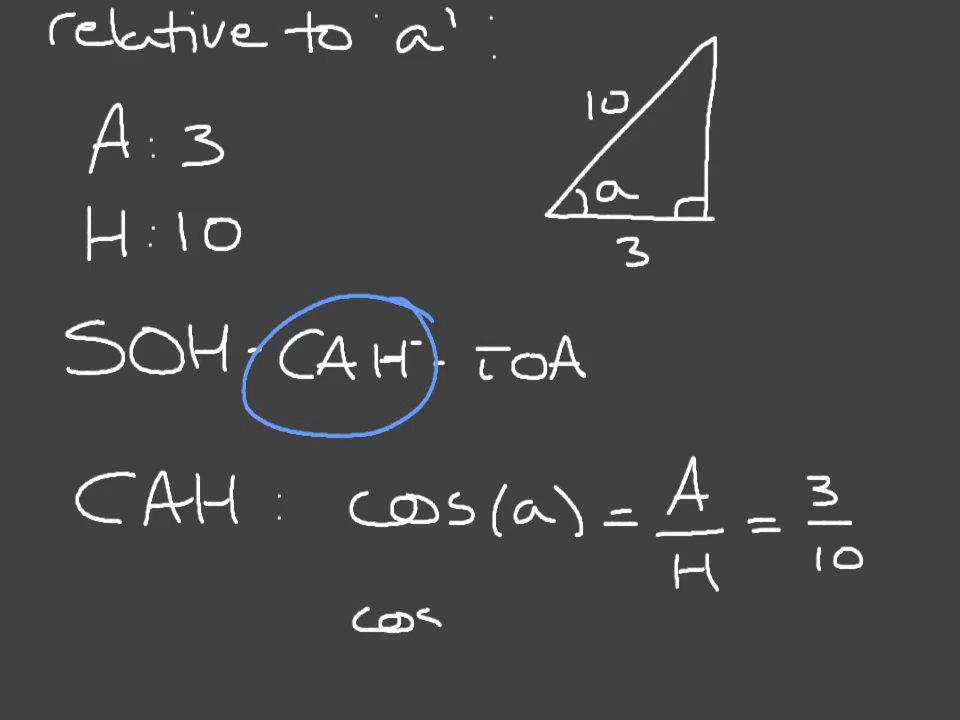 relative to 'a' :
A : 3
H : 10
10
a
3
SOH - CAH - TOA
CAH : cos(a) = A/H = 3/10
cos